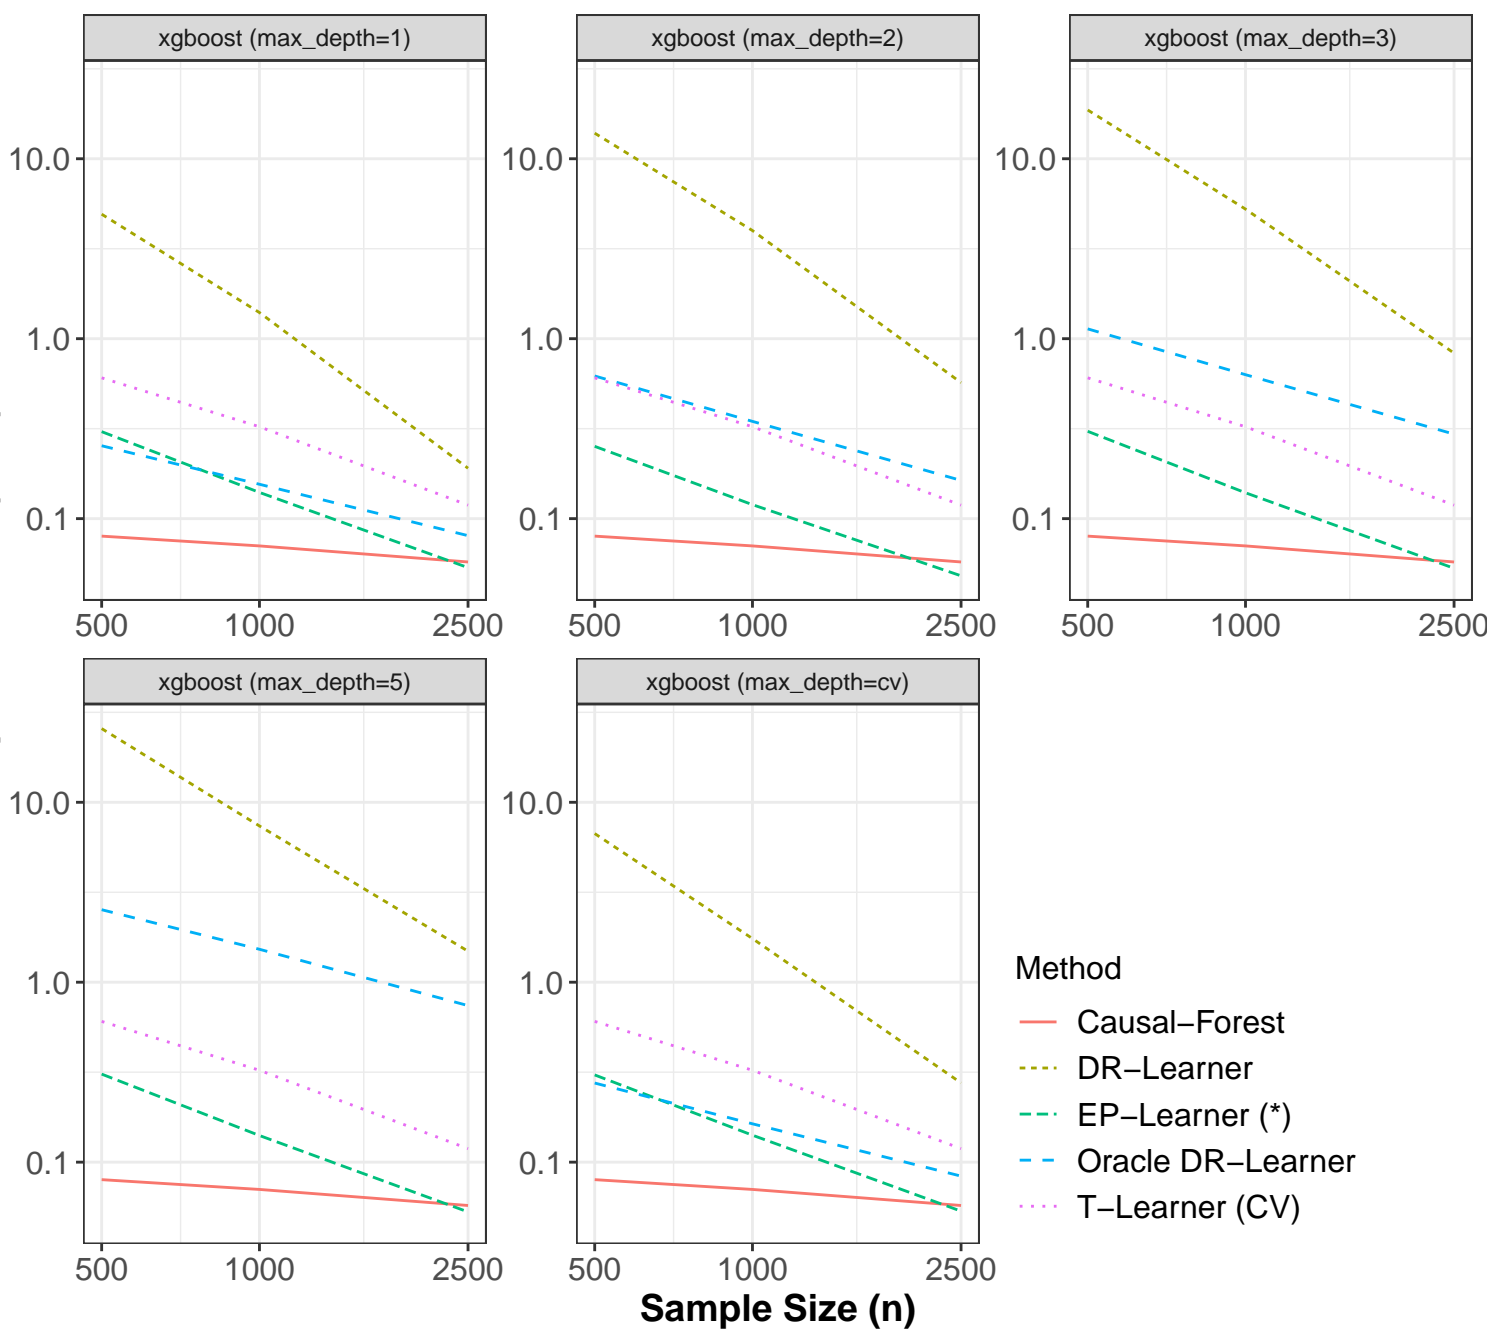 xgboost (max_depth=1)
xgboost (max_depth=2)
xgboost (max_depth=3)
10.0
1.0
0.1
500 1000 2500
10.0
1.0
0.1
500 1000 2500
10.0
1.0
0.1
500 1000 2500
xgboost (max_depth=5)
xgboost (max_depth=cv)
10.0
1.0
0.1
500 1000 2500
10.0
1.0
0.1
500 1000 2500
Sample Size (n)
Method
Causal−Forest
DR−Learner
EP−Learner (*)
Oracle DR−Learner
T−Learner (CV)